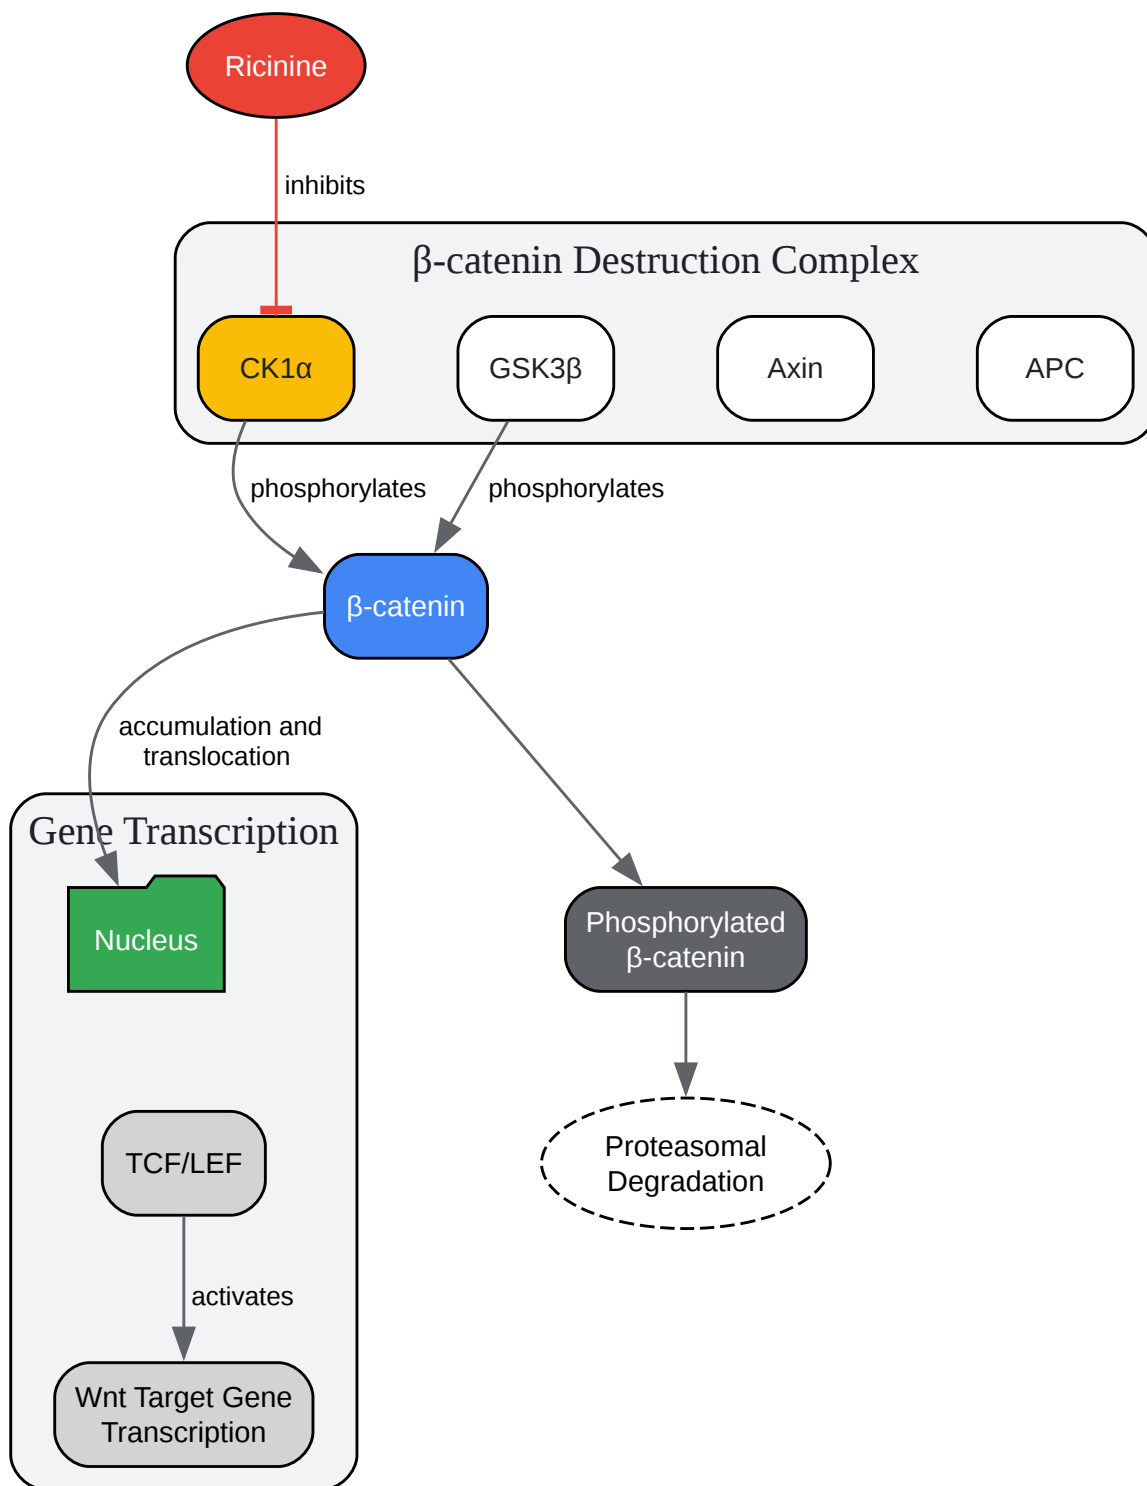 Ricinine
inhibits
β-catenin Destruction Complex
CK1α
GSK3β
Axin
APC
phosphorylates
phosphorylates
β-catenin
accumulation and
translocation
Gene Transcription
Nucleus
Phosphorylated
β-catenin
TCF/LEF
Proteasomal
Degradation
activates
Wnt Target Gene
Transcription